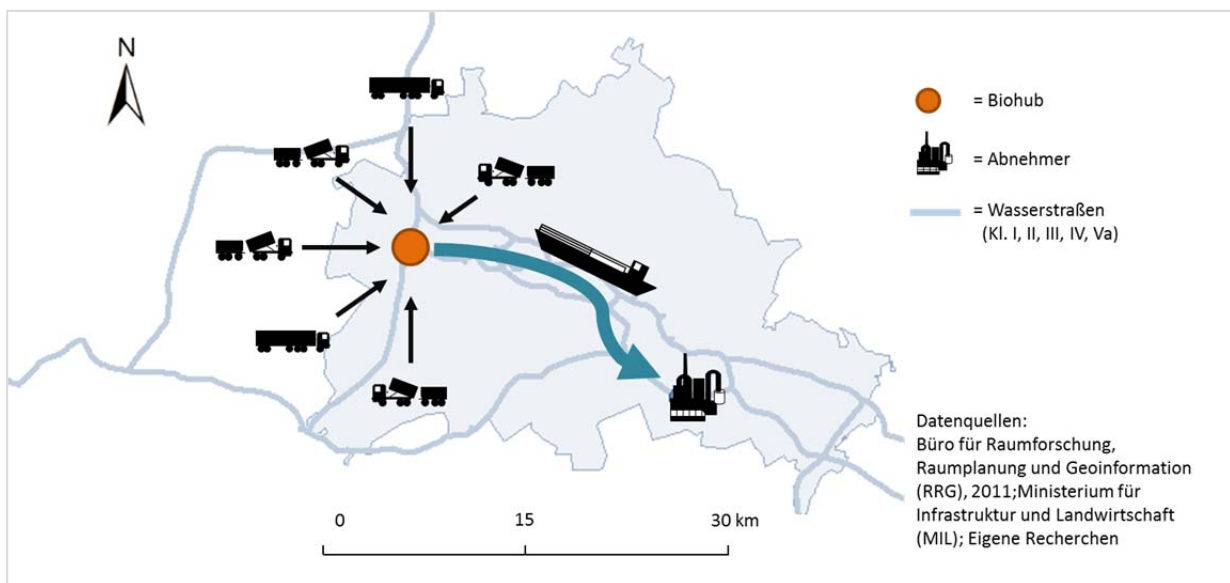 N
= Biohub
= Abnehmer
= Wasserstraßen
(Kl. I, II, III, IV, Va)
Datenquellen:
Büro für Raumforschung,
Raumplanung und Geoinformation
(RRG), 2011;Ministerium für
Infrastruktur und Landwirtschaft
(MIL); Eigene Recherchen
0 15 30 km